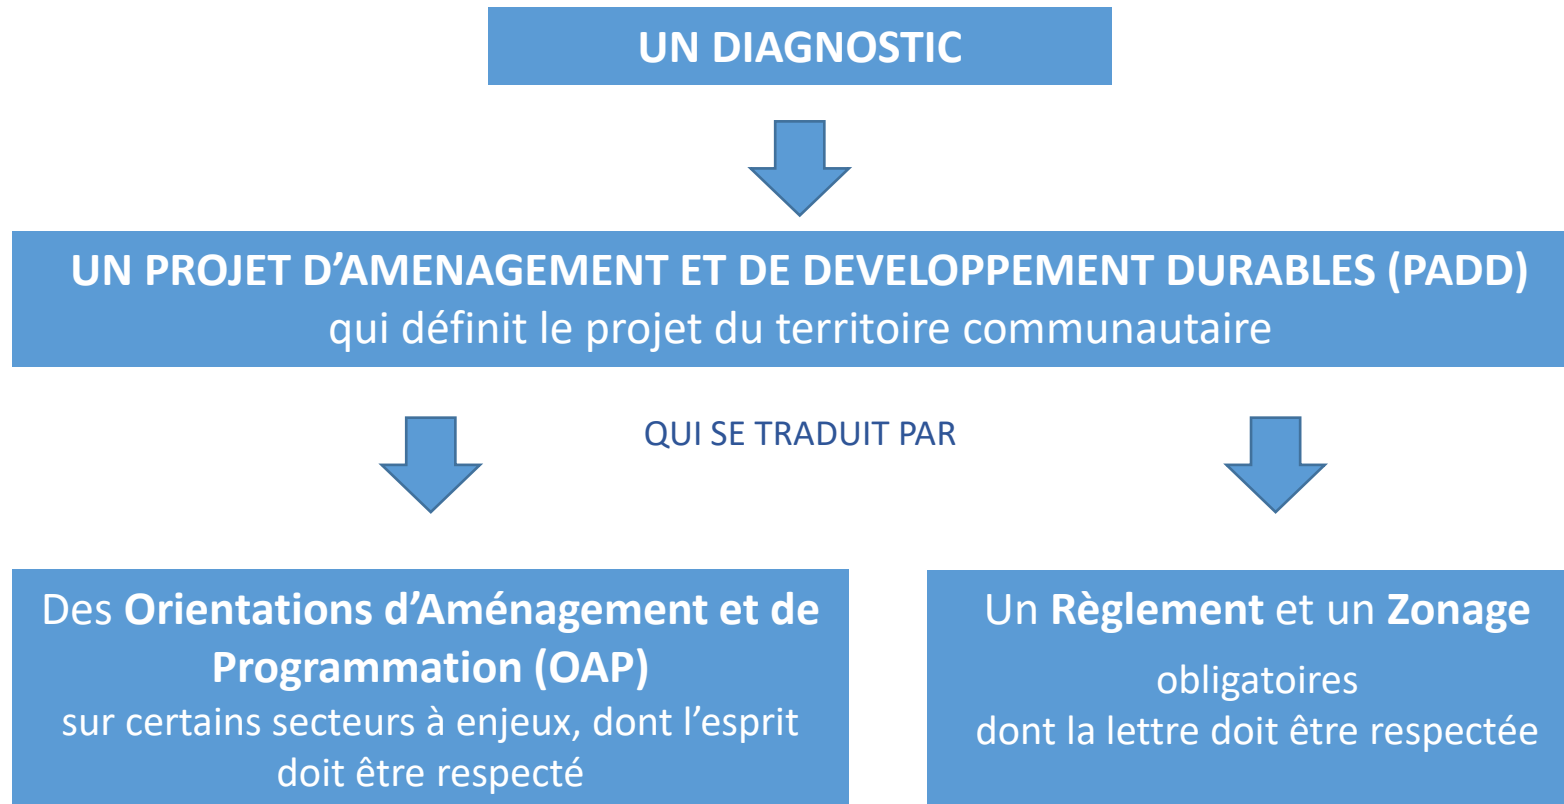 UN DIAGNOSTIC
UN PROJET D’AMENAGEMENT ET DE DEVELOPPEMENT DURABLES (PADD)
qui définit le projet du territoire communautaire
QUI SE TRADUIT PAR
Des Orientations d’Aménagement et de
Programmation (OAP)
sur certains secteurs à enjeux, dont l’esprit
doit être respecté
Un Règlement et un Zonage
obligatoires
dont la lettre doit être respectée